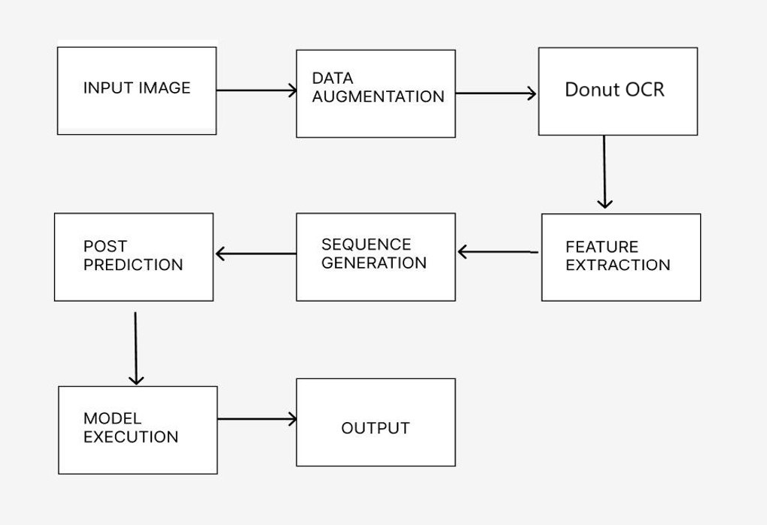 INPUT IMAGE
DATA
AUGMENTATION
Donut OCR
FEATURE
EXTRACTION
SEQUENCE
GENERATION
POST
PREDICTION
MODEL
EXECUTION
OUTPUT